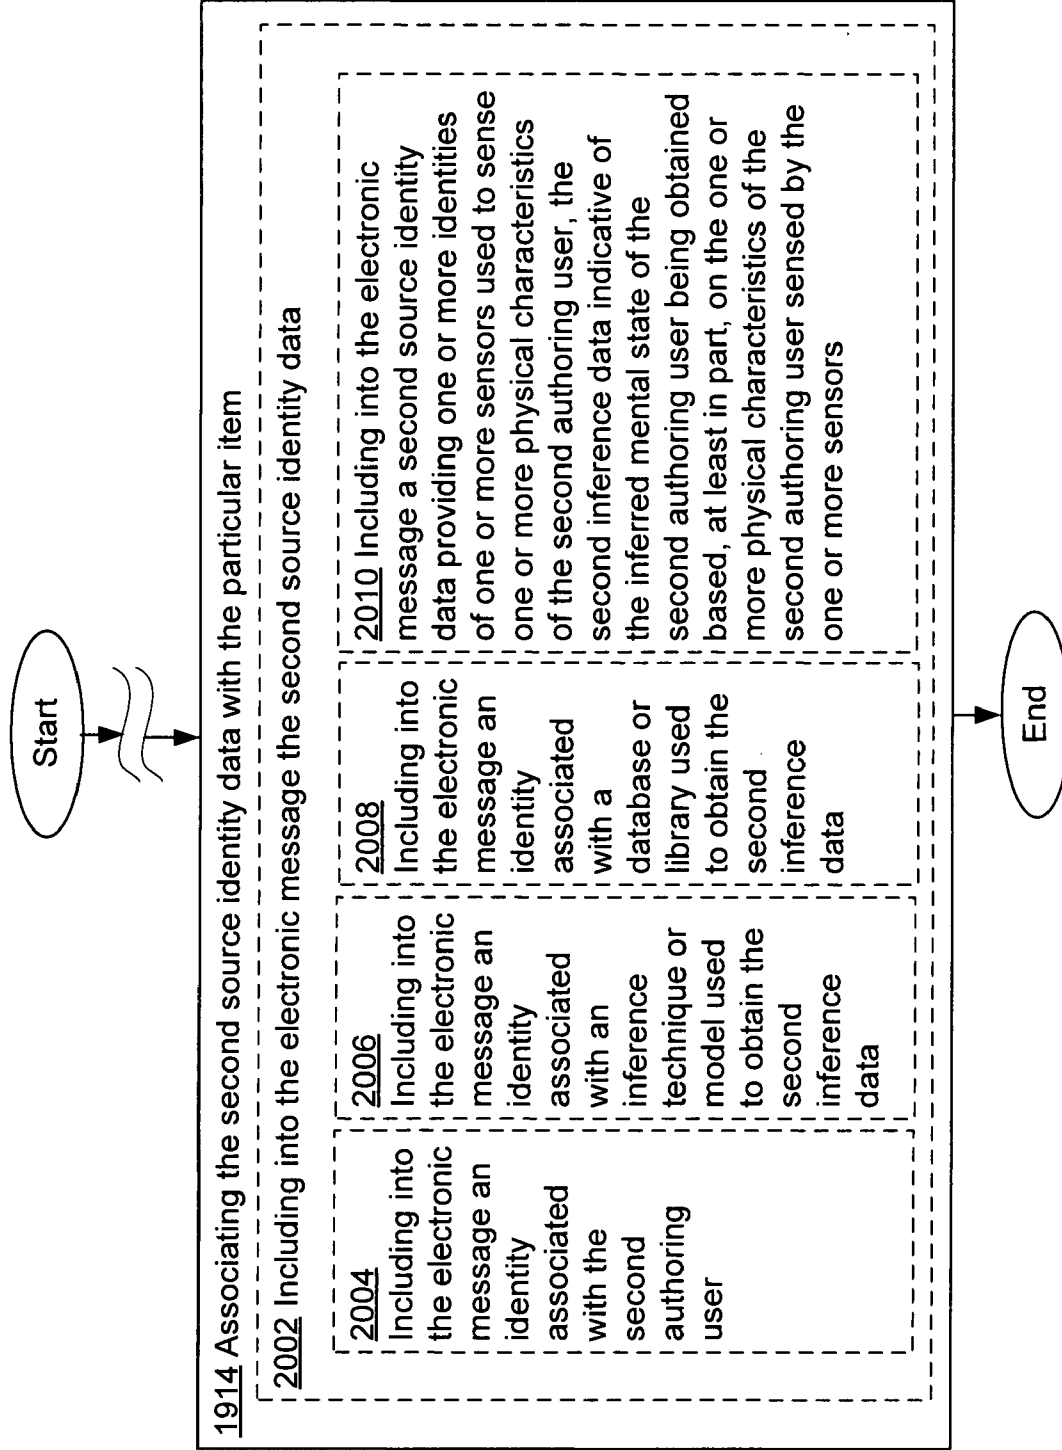 Start
1914 Associating the second source identity data with the particular item
2002 Including into the electronic message the second source identity data
2004
Including into
the electronic
message an
identity
associated
with the
second
authoring
user
2006
Including into
the electronic
message an
identity
associated
with an
inference
technique or
model used
to obtain the
second
inference
data
2008
Including into
the electronic
message an
identity
associated
with a
database or
library used
to obtain the
second
inference
data
2010 Including into the electronic
message a second source identity
data providing one or more identities
of one or more sensors used to sense
one or more physical characteristics
of the second authoring user, the
second inference data indicative of
the inferred mental state of the
second authoring user being obtained
based, at least in part, on the one or
more physical characteristics of the
second authoring user sensed by the
one or more sensors
End